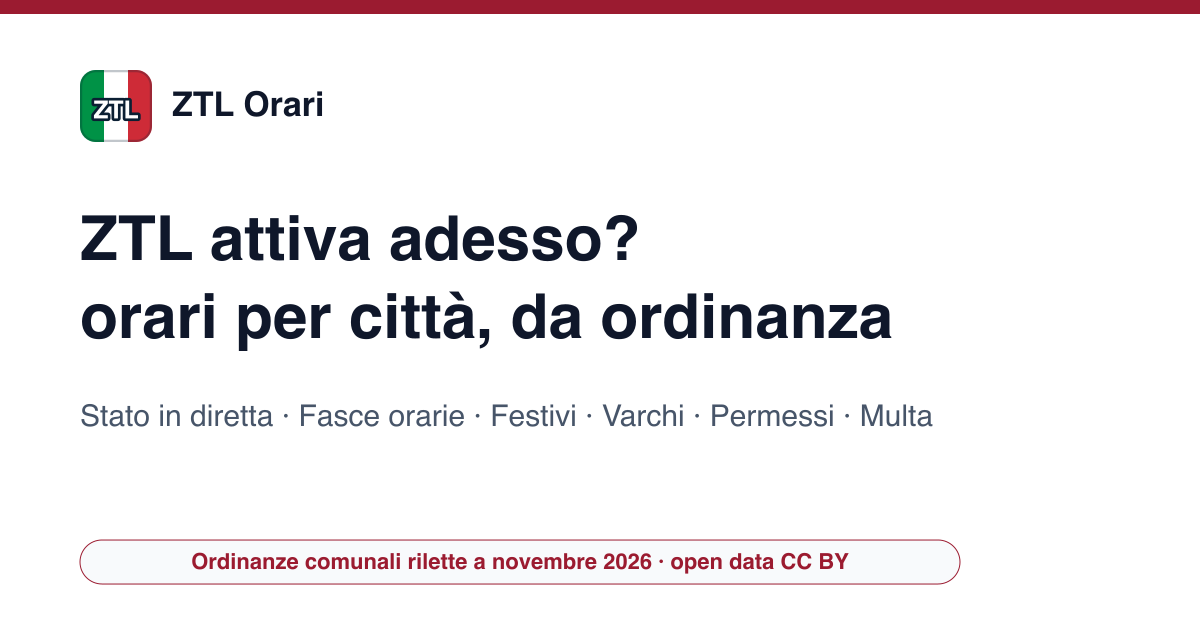 ZTL
ZTL Orari
ZTL attiva adesso?
orari per città, da ordinanza
Stato in diretta · Fasce orarie · Festivi · Varchi · Permessi · Multa
Ordinanze comunali rilette a novembre 2026 · open data CC BY